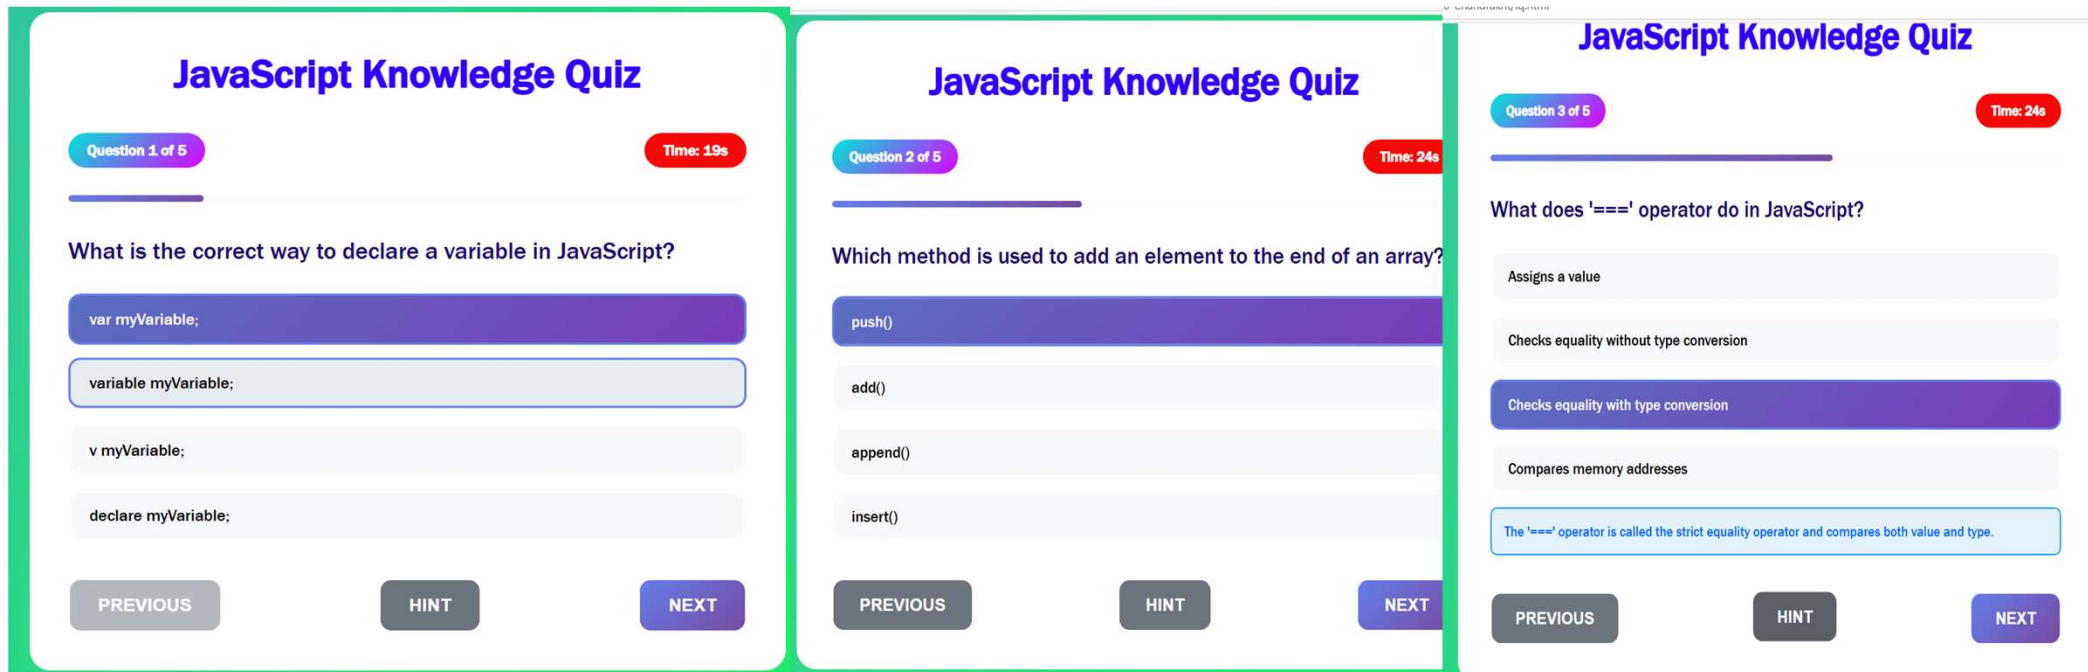 JavaScript Knowledge Quiz
Question 1 of 5
Time: 19s
What is the correct way to declare a variable in JavaScript?
var myVariable;
variable myVariable;
v myVariable;
declare myVariable;
PREVIOUS
HINT
NEXT
JavaScript Knowledge Quiz
Question 2 of 5
Time: 24s
Which method is used to add an element to the end of an array?
push()
add()
append()
insert()
PREVIOUS
HINT
NEXT
JavaScript Knowledge Quiz
Question 3 of 5
Time: 24s
What does '===' operator do in JavaScript?
Assigns a value
Checks equality without type conversion
Checks equality with type conversion
Compares memory addresses
The '===' operator is called the strict equality operator and compares both value and type.
PREVIOUS
HINT
NEXT